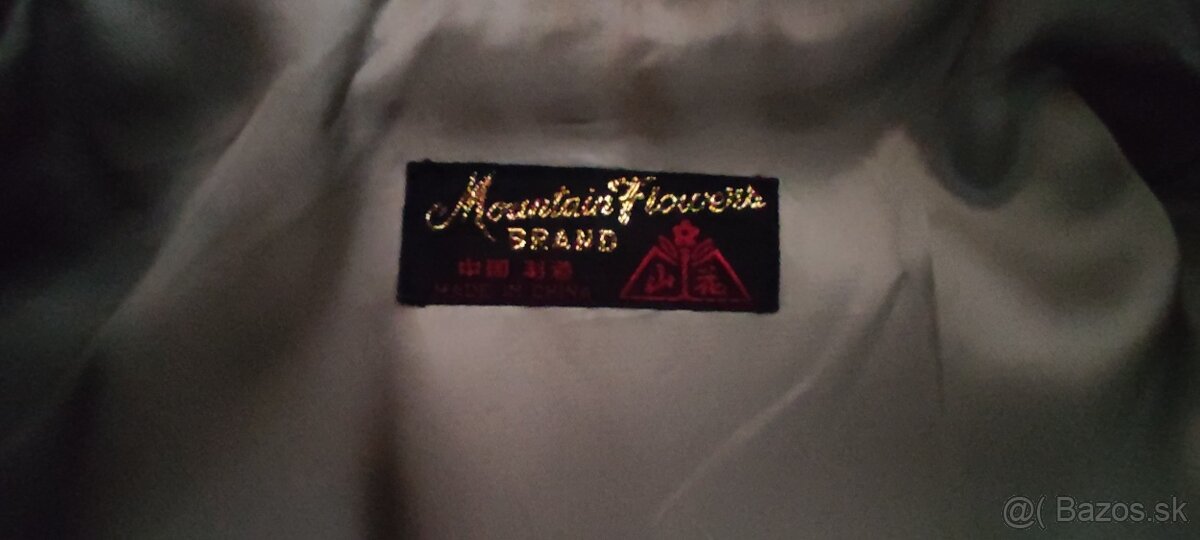 Mountain Flowers
BRAND
中国 制造
MADE IN CHINA
山花
@( Bazos.sk